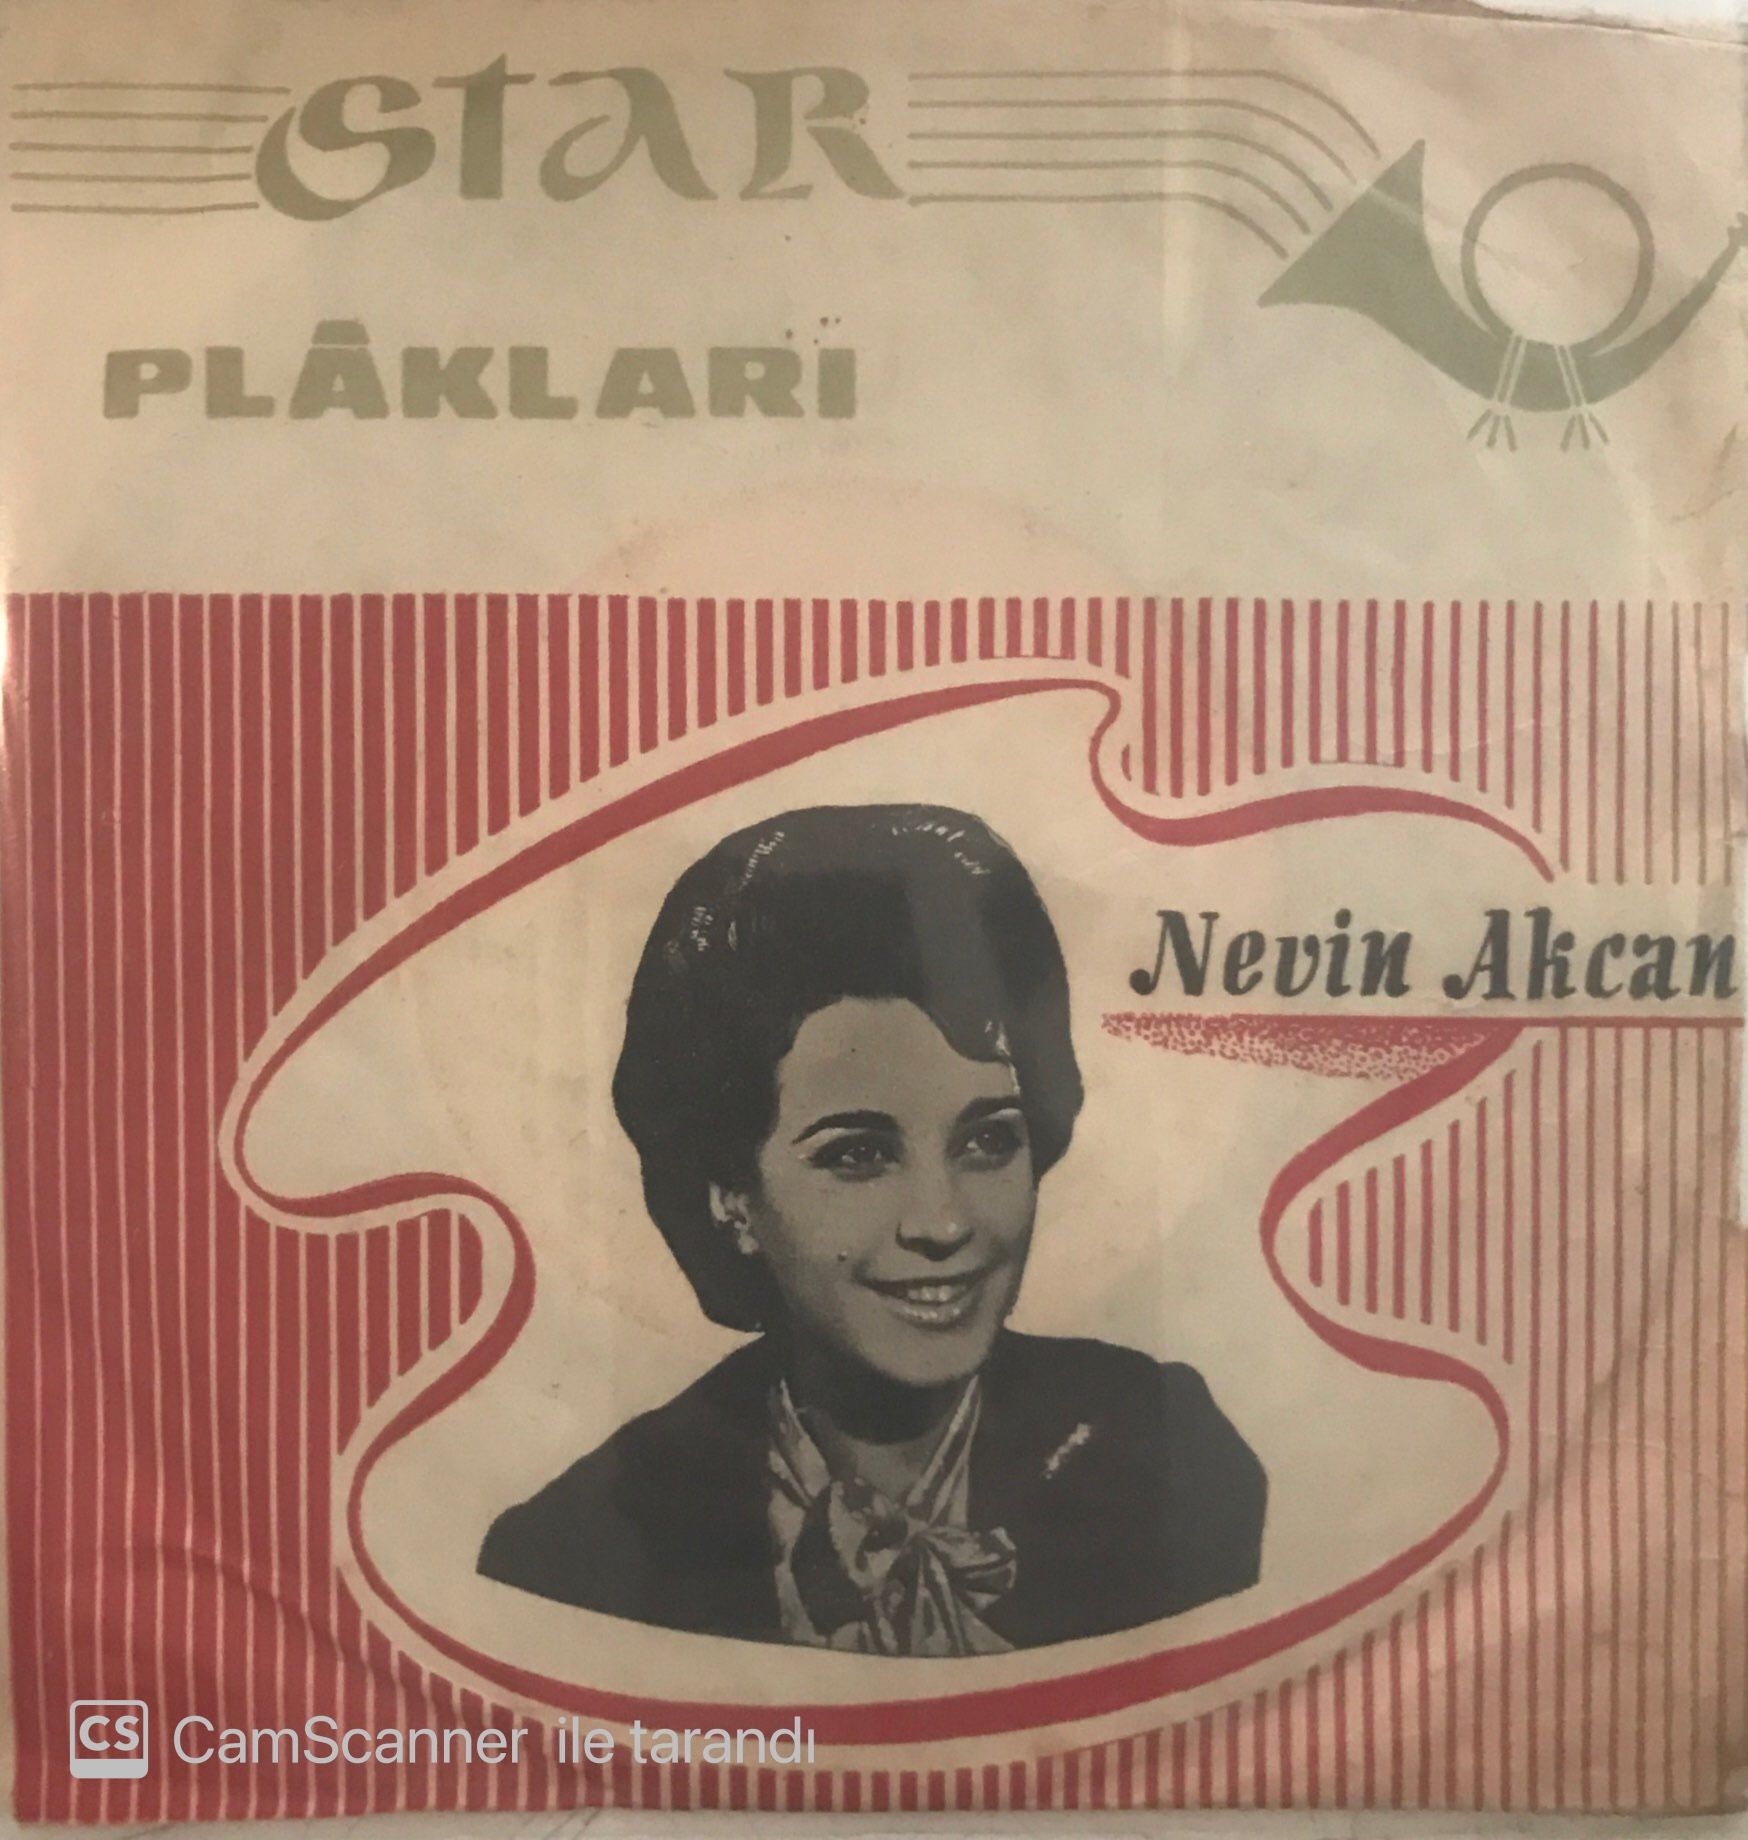 STAR
PLÂKLARI
Nevin Akcan
CS CamScanner ile tarandı